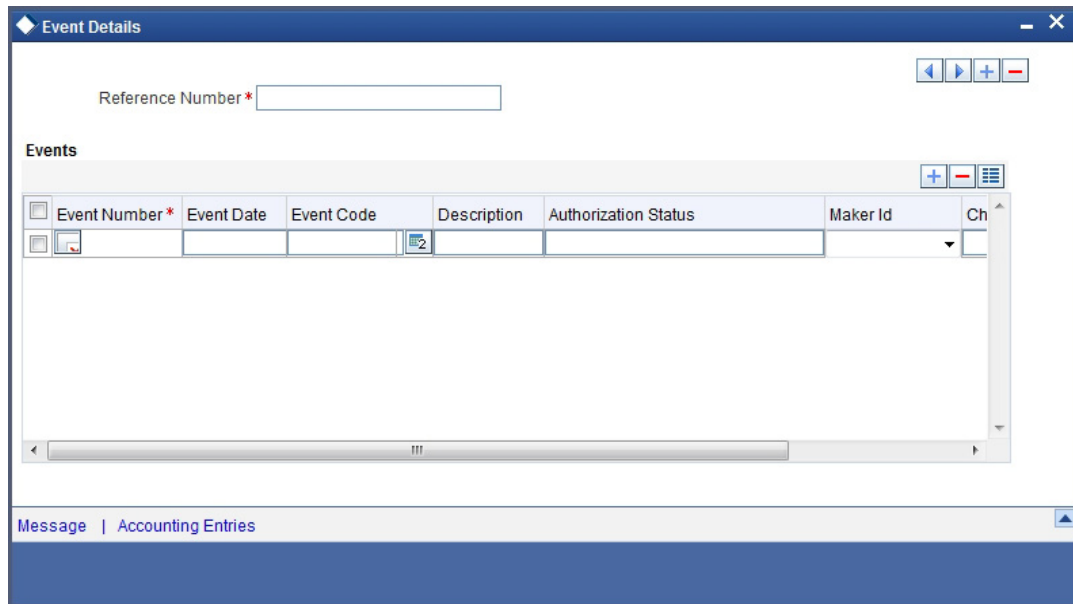 Event Details
Reference Number *
Events
Event Number * Event Date Event Code Description Authorization Status Maker Id Ch
2
Message | Accounting Entries